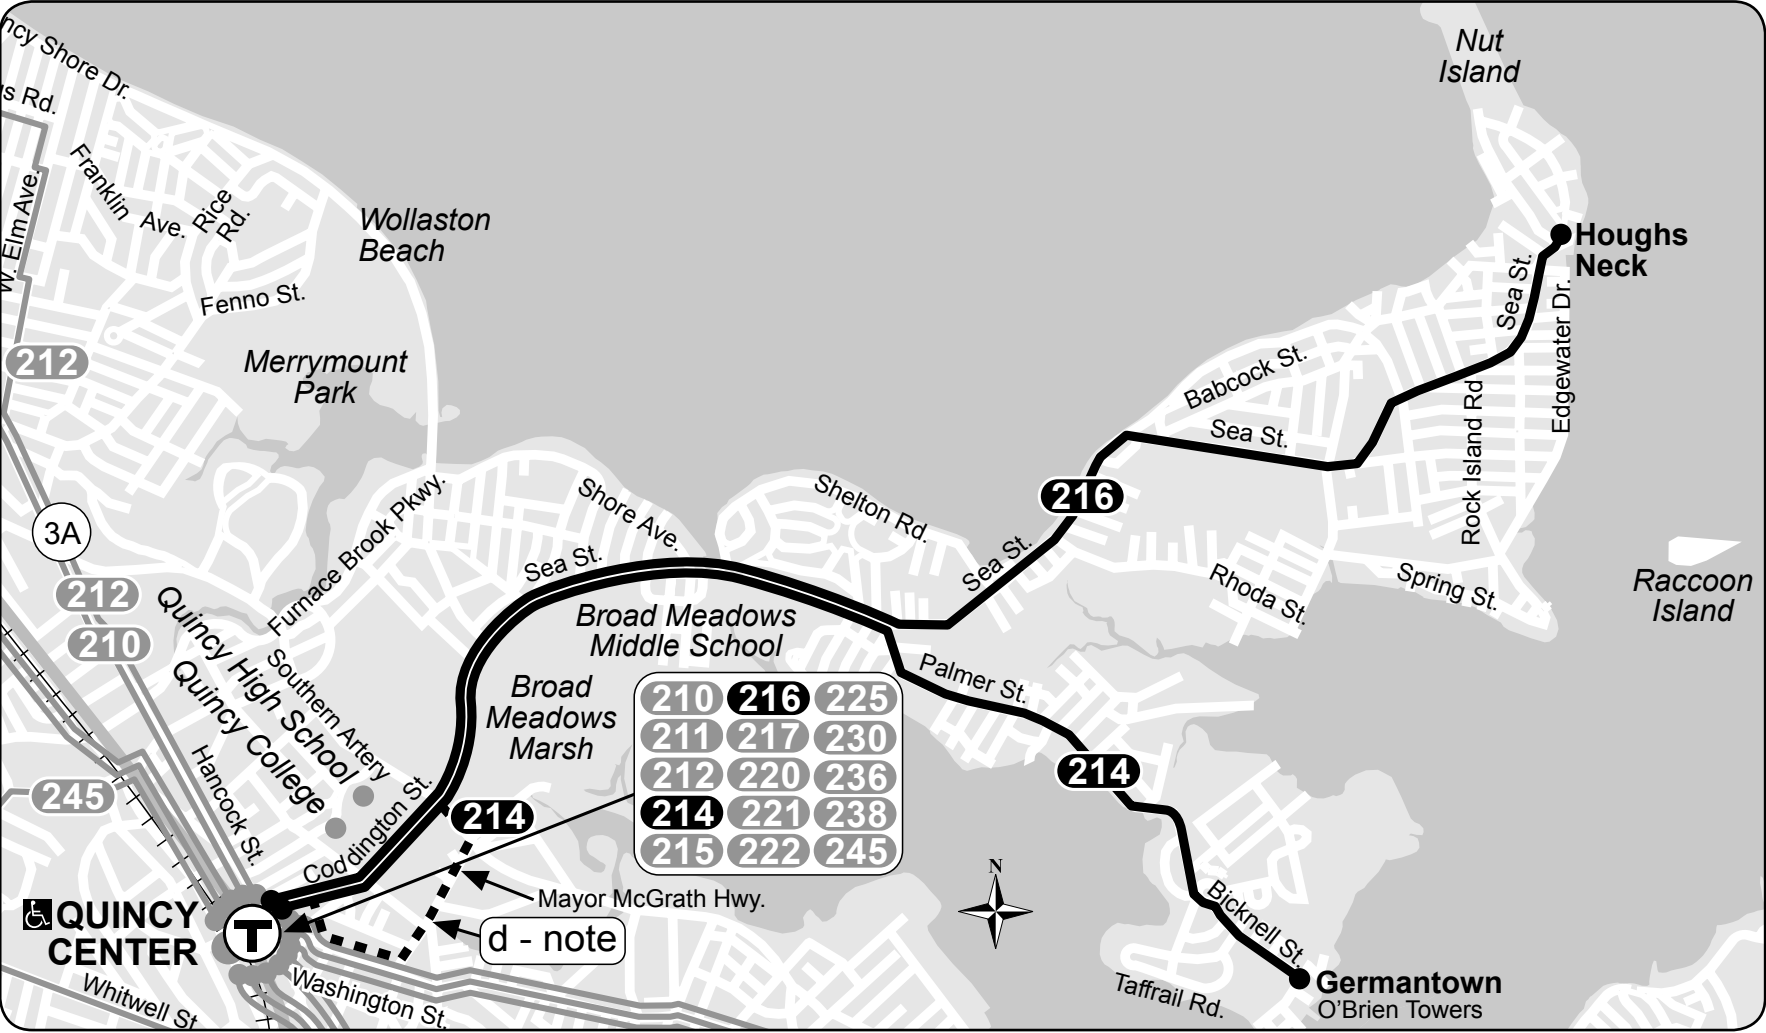 ncy Shore Dr.
s Rd.
W. Elm Ave.
Franklin Ave.
Rice Rd.
Fenno St.
Wollaston
Beach
Merrymount
Park
Nut
Island
Houghs
Neck
Sea St.
Edgewater Dr.
Rock Island Rd
Babcock St.
Sea St.
216
Sea St.
Shelton Rd.
Shore Ave.
Sea St.
Rhoda St.
Spring St.
Raccoon
Island
212
3A
212
210
245
Furnace Brook Pkwy.
Southern Artery
Quincy High School
Quincy College
Hancock St.
Coddington St.
Broad Meadows
Middle School
Broad
Meadows
Marsh
Palmer St.
214
214
210 216 225
211 217 230
212 220 236
214 221 238
215 222 245
Mayor McGrath Hwy.
d - note
QUINCY
CENTER
T
Whitwell St
Washington St.
N
Bicknell St.
Taffrail Rd.
Germantown
O'Brien Towers